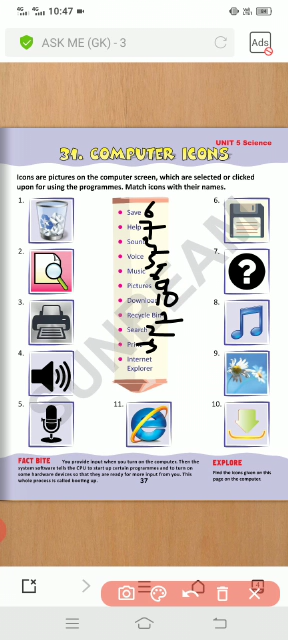 10:47
ASK ME (GK) - 3
Ads
UNIT 5 Science
31. COMPUTER ICONS
Icons are pictures on the computer screen, which are selected or clicked
upon for using the programmes. Match icons with their names.
1.
2.
3.
4.
5.
• Save
• Help
• Sound
• Voice
• Music
• Pictures
• Download
• Recycle Bin
• Search
• Print
• Internet
Explorer
11.
6.
7.
8.
9.
10.
SUNBEAM
FACT BITE You provide input when you turn on the computer. Then the
system software tells the CPU to start up certain programmes and to turn on
some hardware devices so that they are ready for more input from you. This
whole process is called booting up.
37
EXPLORE
Find the icons given on this
page on the computer.